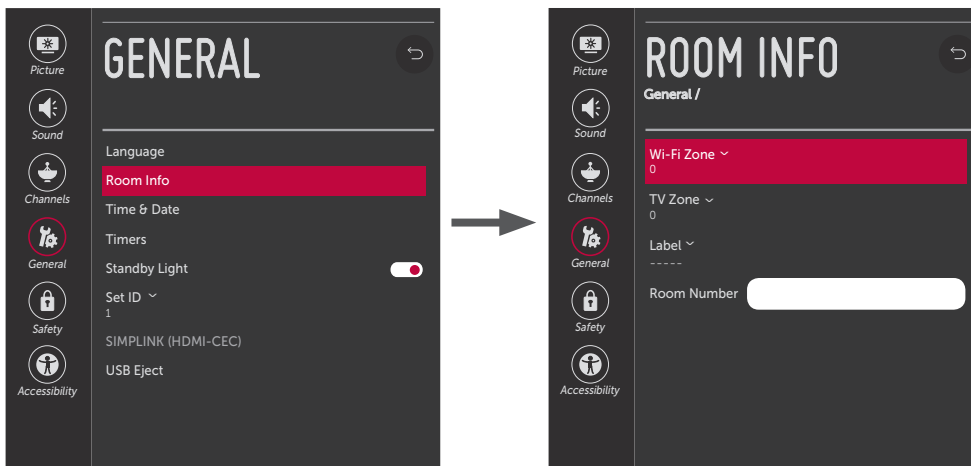 Picture
Sound
Channels
General
Safety
Accessibility
GENERAL
Language
Room Info
Time & Date
Timers
Standby Light
Set ID
1
SIMPLINK (HDMI-CEC)
USB Eject
Picture
Sound
Channels
General
Safety
Accessibility
ROOM INFO
General /
Wi-Fi Zone
0
TV Zone
0
Label
-----
Room Number